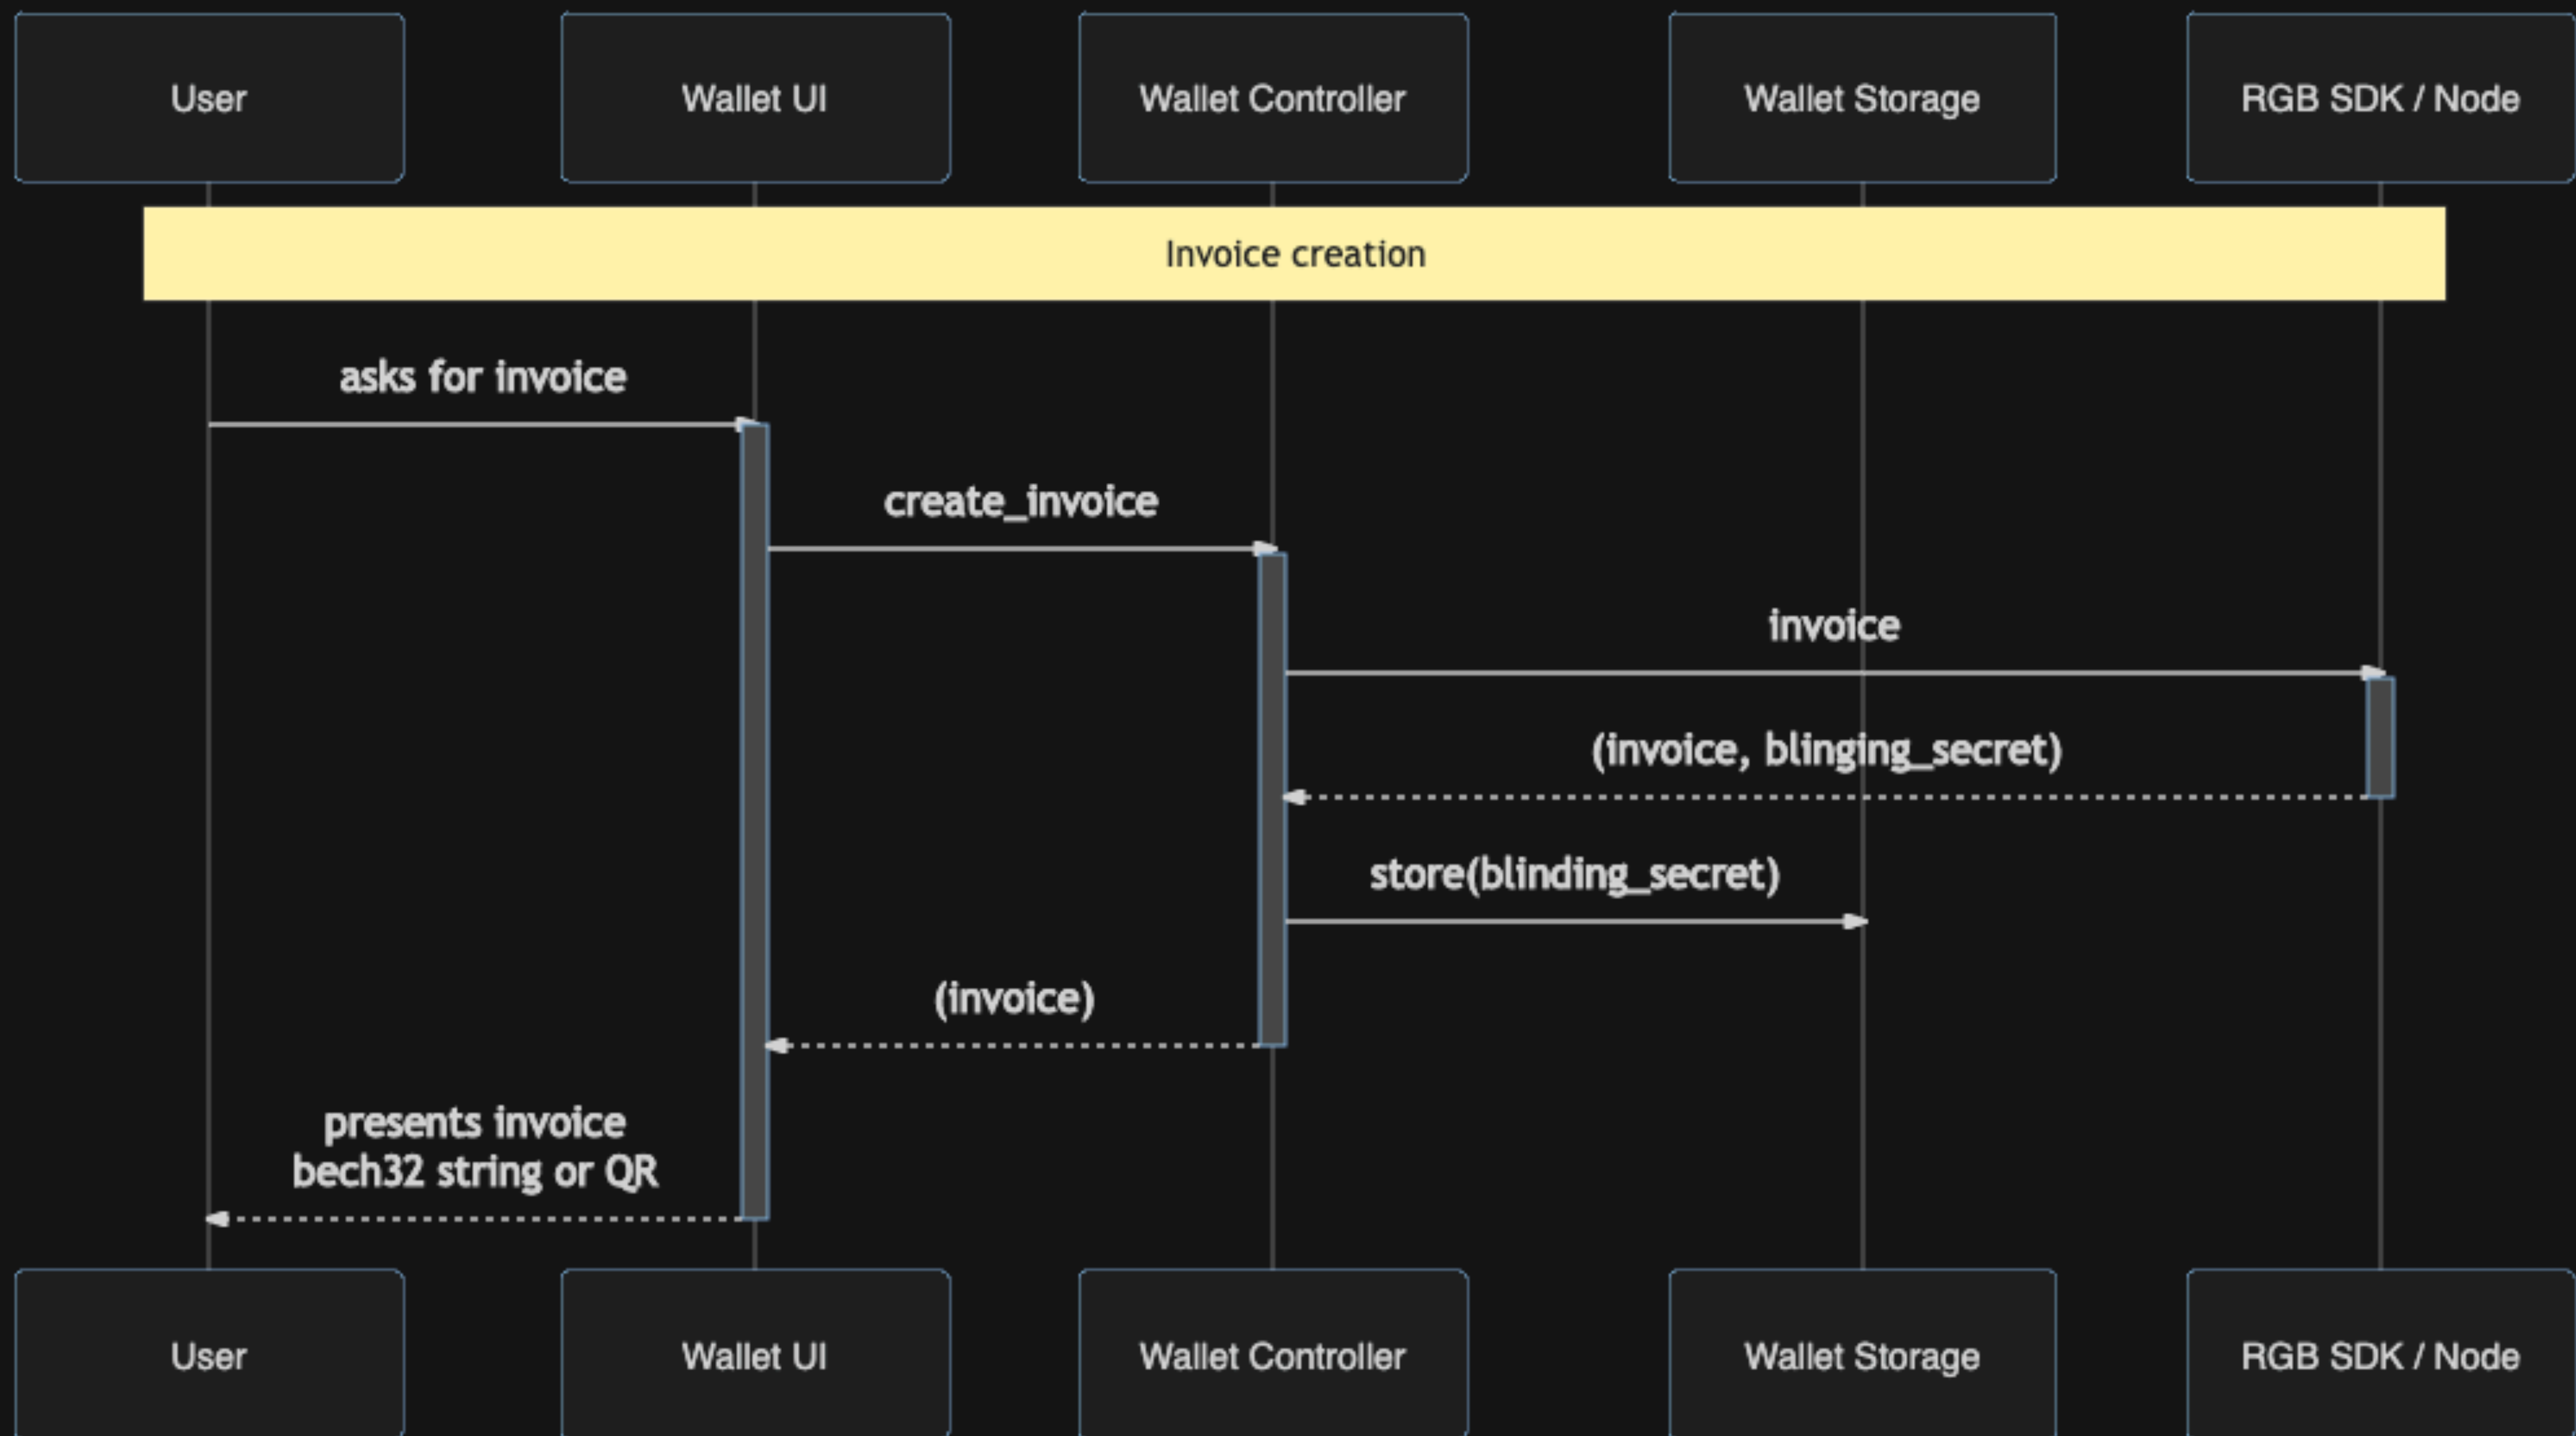 User
Wallet UI
Wallet Controller
Wallet Storage
RGB SDK / Node
Invoice creation
asks for invoice
create_invoice
invoice
(invoice, blinging_secret)
store(blinding_secret)
(invoice)
presents invoice
bech32 string or QR
User
Wallet UI
Wallet Controller
Wallet Storage
RGB SDK / Node